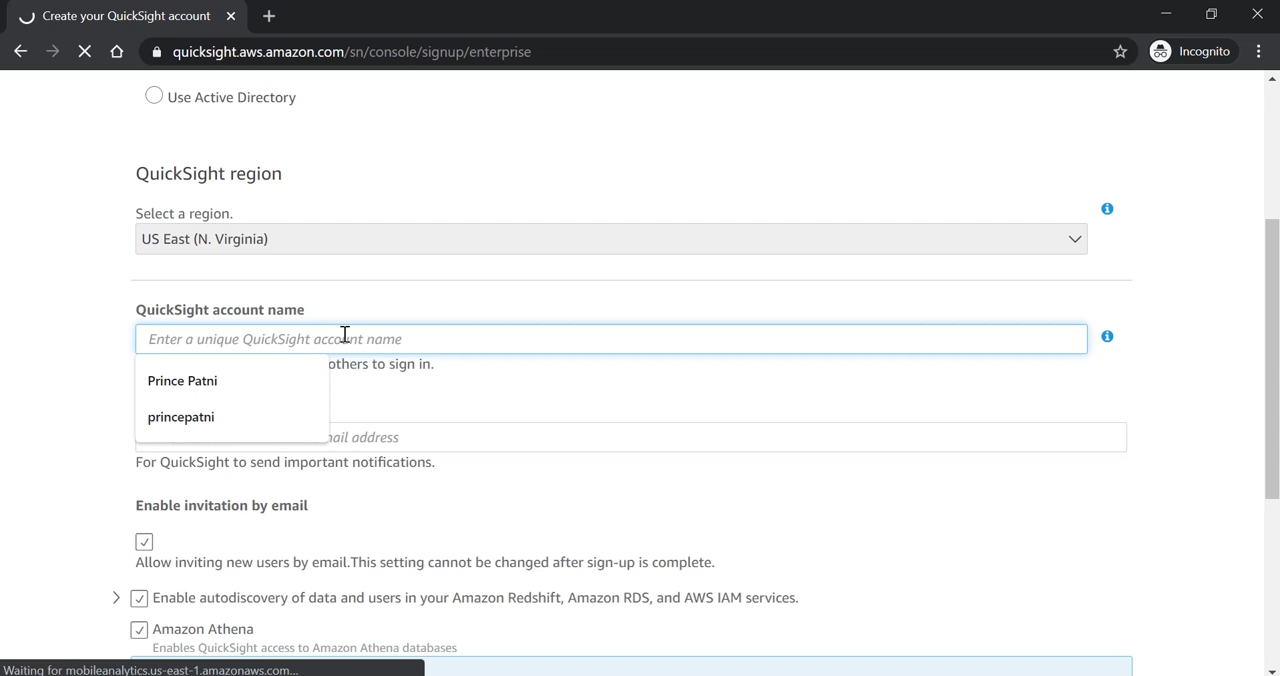 Create your QuickSight account
quicksight.aws.amazon.com/sn/console/signup/enterprise
Incognito
Use Active Directory
QuickSight region
Select a region.
US East (N. Virginia)
QuickSight account name
Enter a unique QuickSight account name
others to sign in.
Prince Patni
princepatni
mail address
For QuickSight to send important notifications.
Enable invitation by email
Allow inviting new users by email.This setting cannot be changed after sign-up is complete.
Enable autodiscovery of data and users in your Amazon Redshift, Amazon RDS, and AWS IAM services.
Amazon Athena
Enables QuickSight access to Amazon Athena databases
Waiting for mobileanalytics.us-east-1.amazonaws.com...